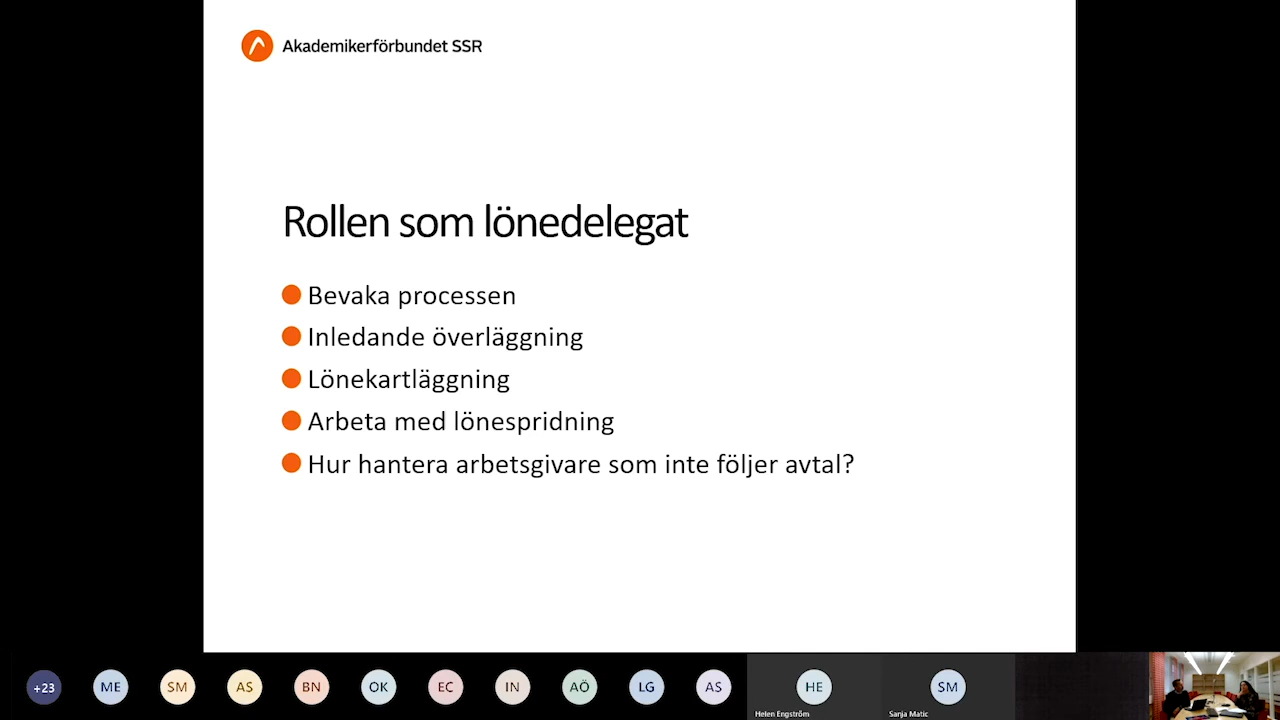 Akademikerförbundet SSR
Rollen som lönedelegat
Bevaka processen
Inledande överläggning
Lönekartläggning
Arbeta med lönespridning
Hur hantera arbetsgivare som inte följer avtal?
+23
ME
SM
AS
BN
OK
EC
IN
AÖ
LG
AS
HE
SM
Helen Engström
Sanja Matic